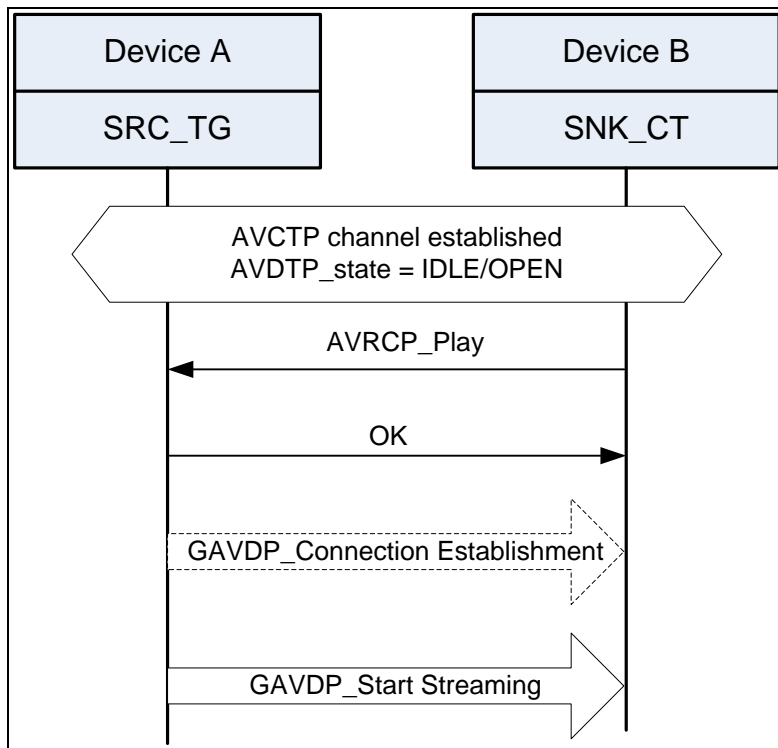 Device A
Device B
SRC_TG
SNK_CT
AVCTP channel established
AVDTP_state = IDLE/OPEN
AVRCP_Play
OK
GAVDP_Connection Establishment
GAVDP_Start Streaming